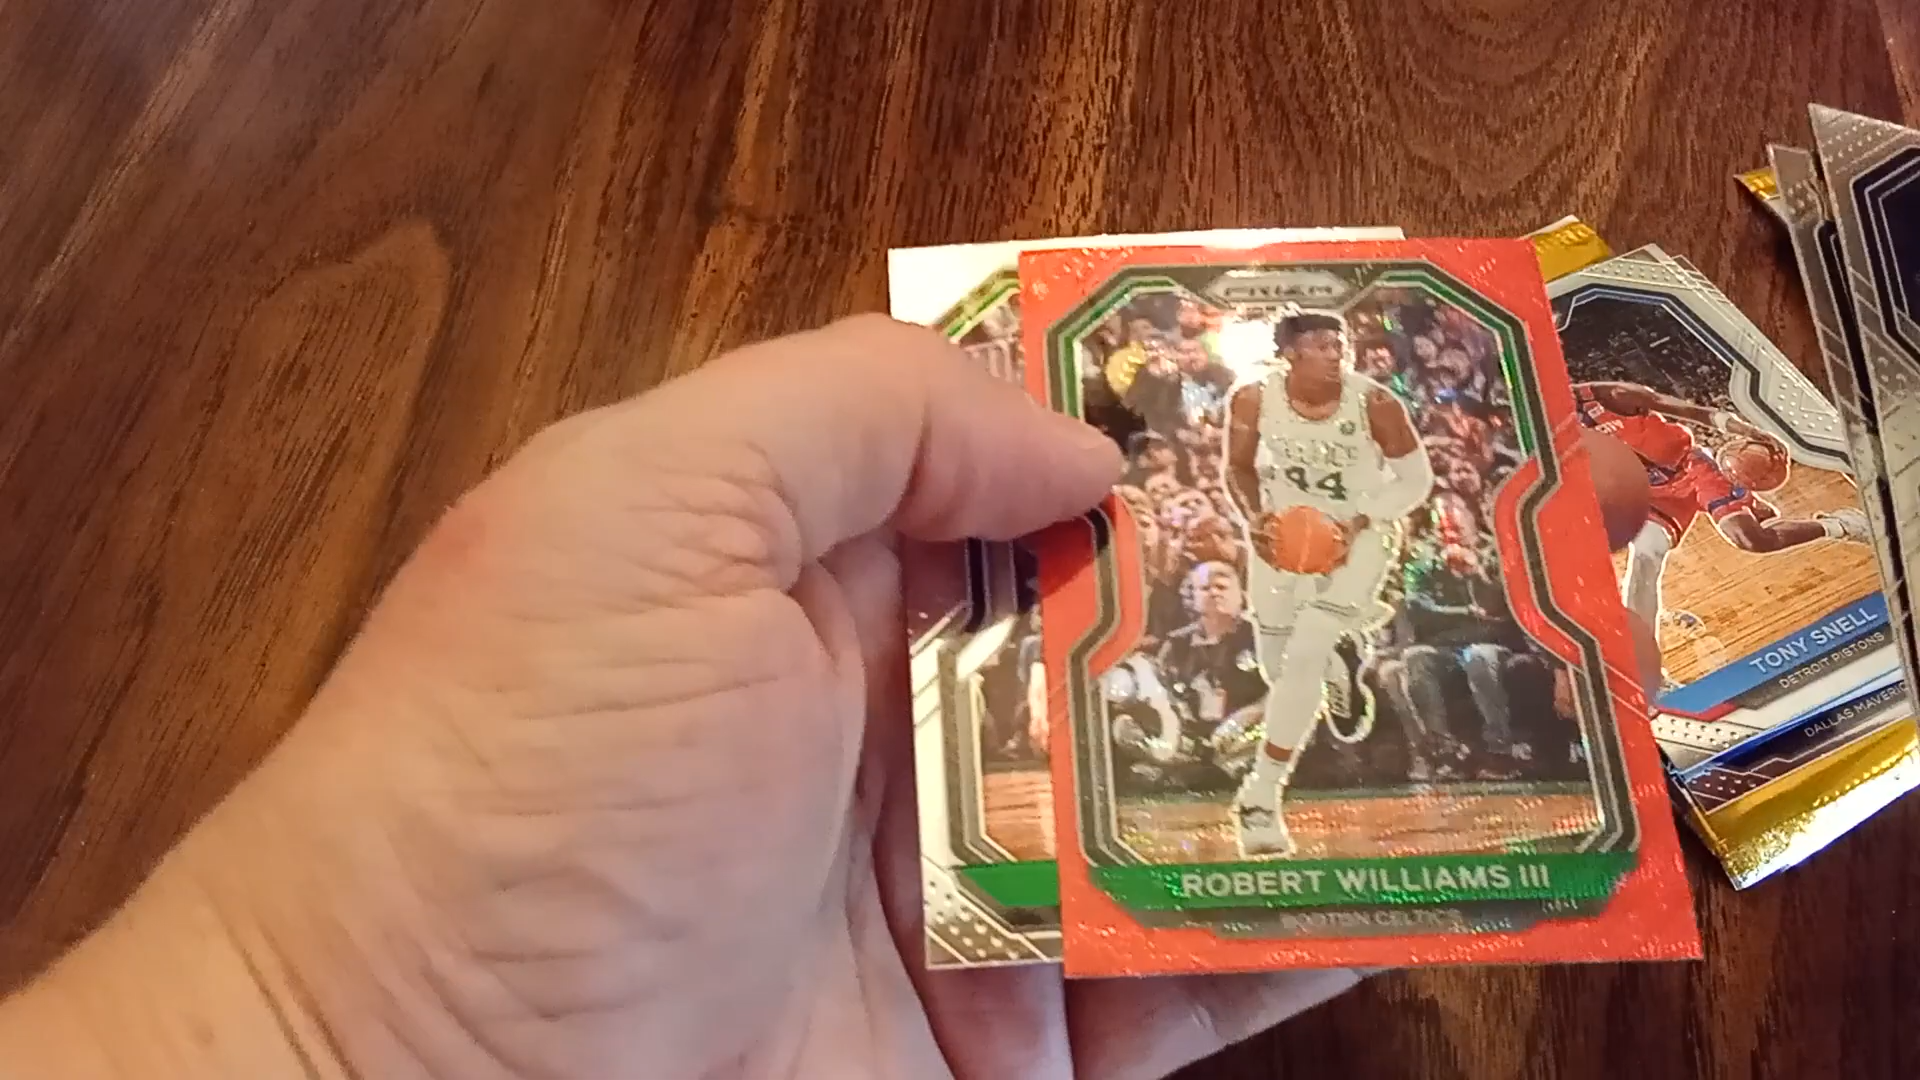 PRIZM
44
ROBERT WILLIAMS III
BOSTON CELTICS
TONY SNELL
DETROIT PISTONS
DALLAS MAVERIC